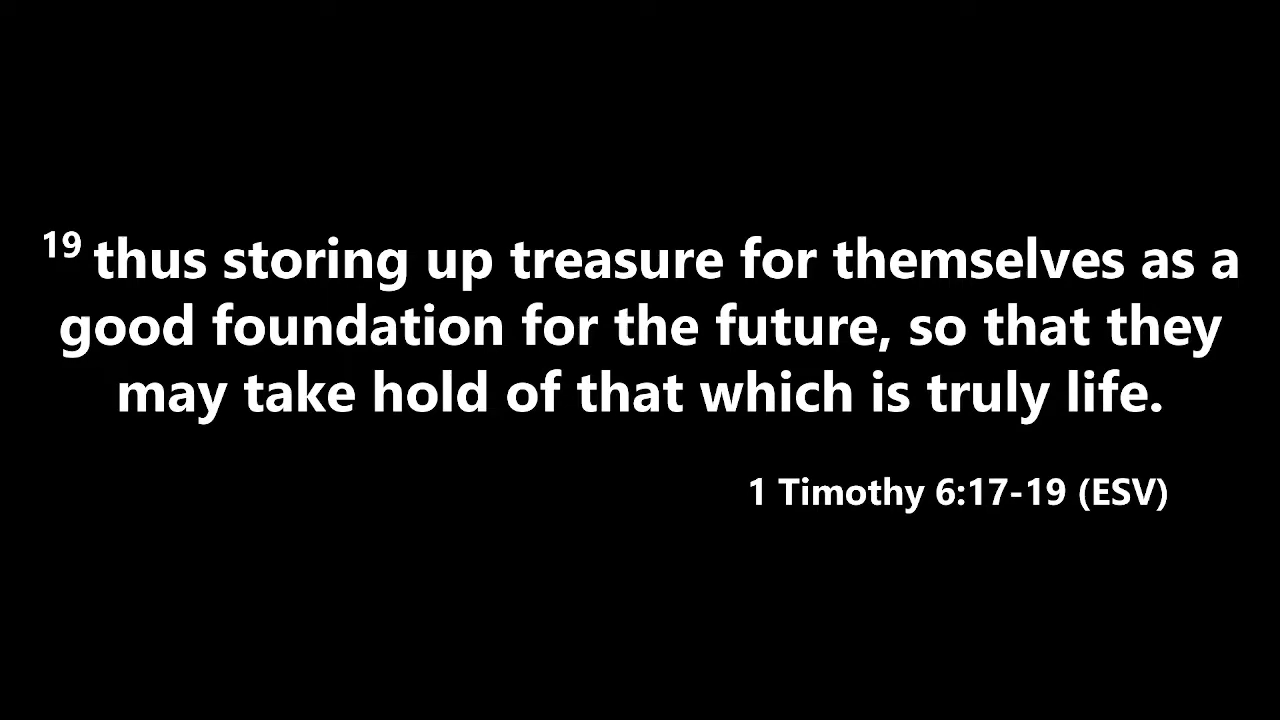 19 thus storing up treasure for themselves as a
good foundation for the future, so that they
may take hold of that which is truly life.
1 Timothy 6:17-19 (ESV)